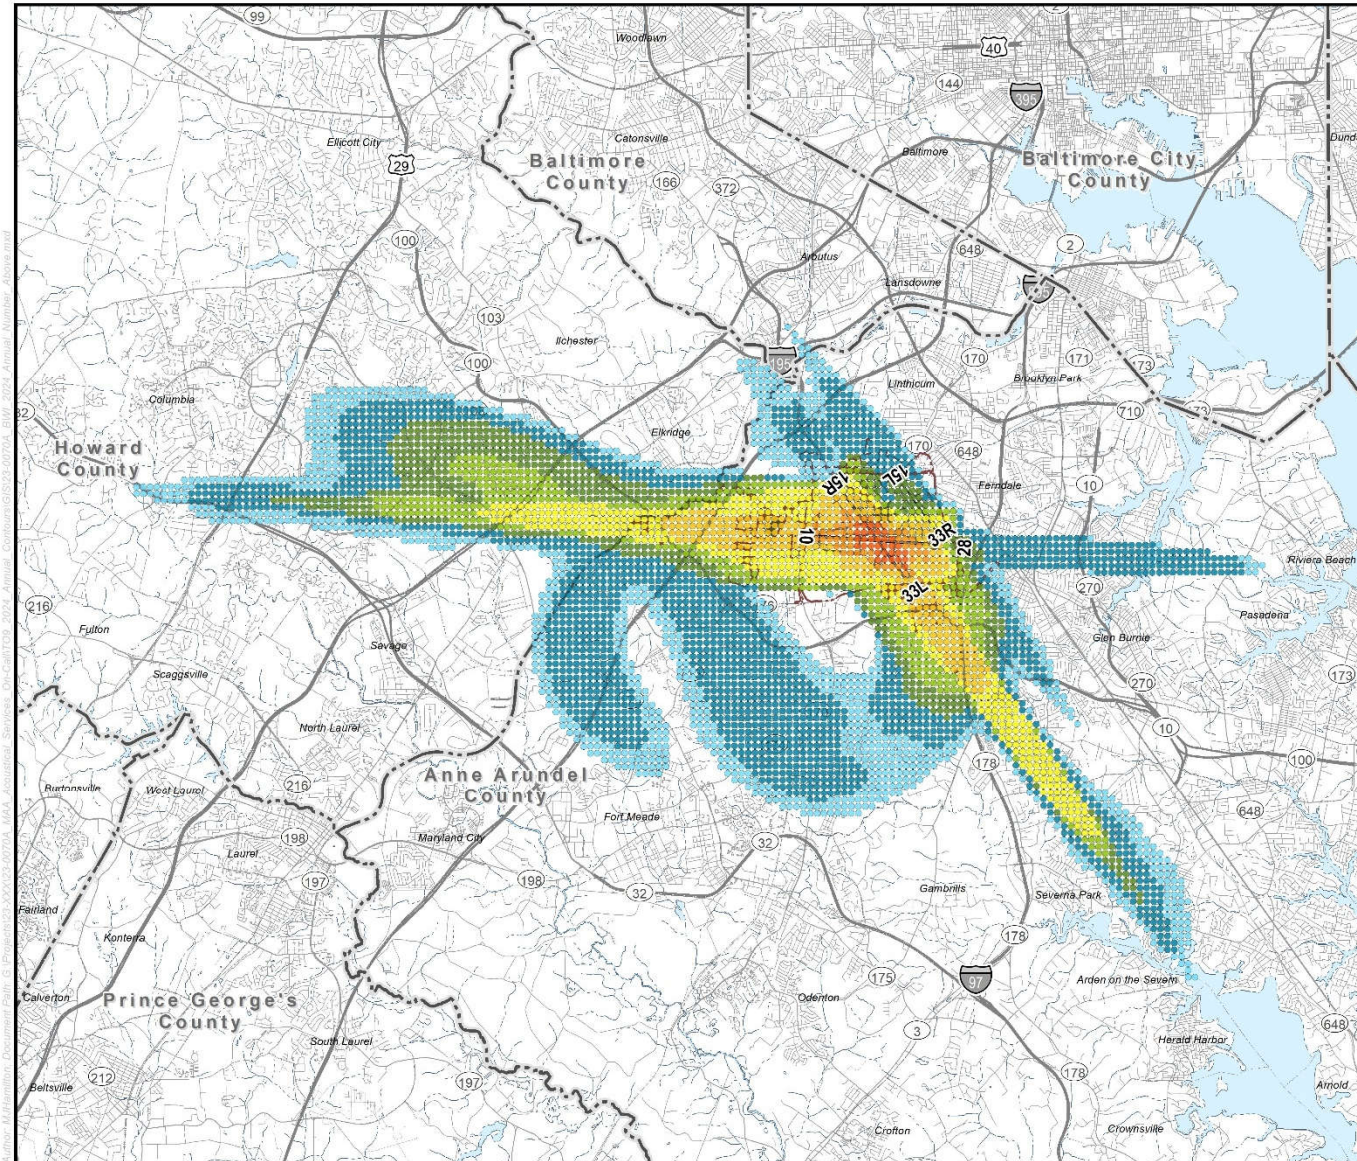 99
Woodlawn
2
40
144
395
Ellicott City
29
Catonsville
Baltimore
Baltimore
County
166
372
Baltimore City
County
100
648
2
Arbutus
Lansdowne
103
Ilchester
100
195
170
171
173
Linthicum
Brooklyn Park
Columbia
710
Howard
County
Elkridge
170
648
15R
15L
Ferndale
10
10
33R
28
Riviera Beach
33L
270
216
Fulton
Pasadena
Glen Burnie
Savage
Scaggsville
270
173
North Laurel
10
178
100
Anne Arundel
County
216
Burtonsville
West Laurel
648
Fort Meade
198
Maryland City
32
Laurel
197
198
32
Gambrills
Severna Park
Fairland
178
Konterra
175
97
Arden on the Severn
Calverton
Prince George's
County
Odenton
3
648
South Laurel
Herald Harbor
212
197
178
Beltsville
Arnold
Crofton
Crownsville